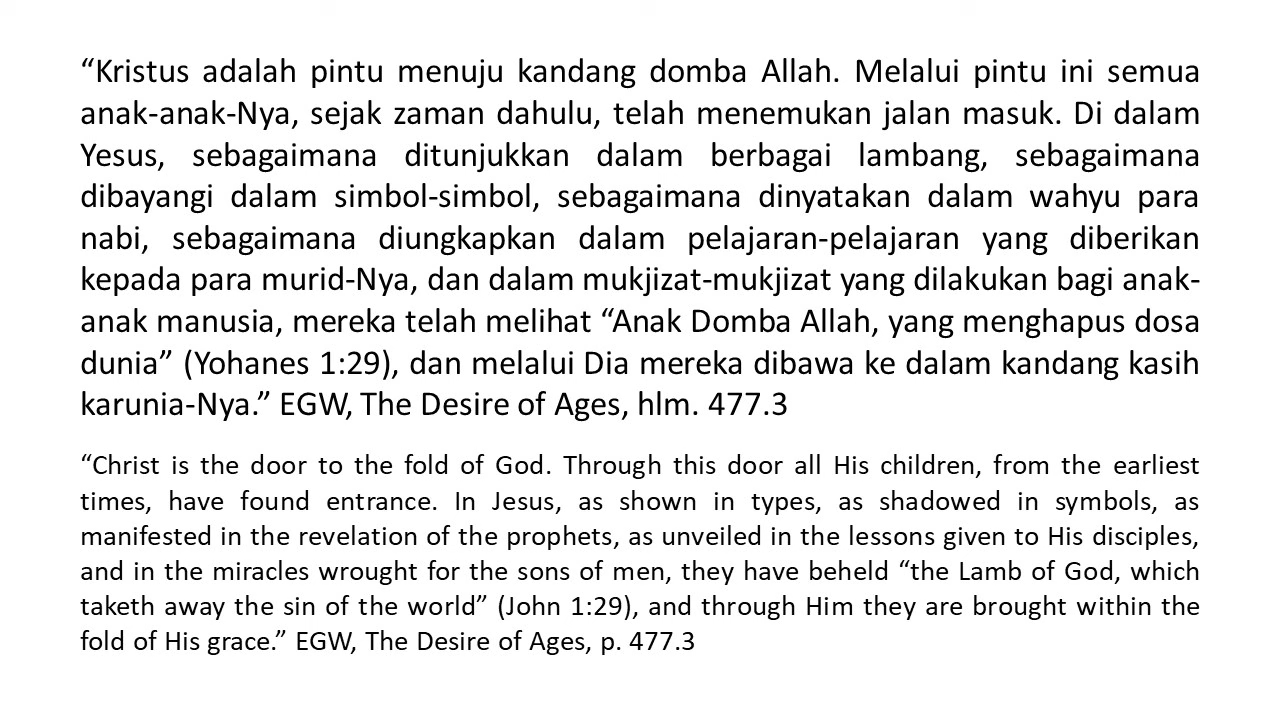 “Kristus adalah pintu menuju kandang domba Allah. Melalui pintu ini semua
anak-anak-Nya, sejak zaman dahulu, telah menemukan jalan masuk. Di dalam
Yesus, sebagaimana ditunjukkan dalam berbagai lambang, sebagaimana
dibayangi dalam simbol-simbol, sebagaimana dinyatakan dalam wahyu para
nabi, sebagaimana diungkapkan dalam pelajaran-pelajaran yang diberikan
kepada para murid-Nya, dan dalam mukjizat-mukjizat yang dilakukan bagi anak-
anak manusia, mereka telah melihat “Anak Domba Allah, yang menghapus dosa
dunia” (Yohanes 1:29), dan melalui Dia mereka dibawa ke dalam kandang kasih
karunia-Nya.” EGW, The Desire of Ages, hlm. 477.3
“Christ is the door to the fold of God. Through this door all His children, from the earliest
times, have found entrance. In Jesus, as shown in types, as shadowed in symbols, as
manifested in the revelation of the prophets, as unveiled in the lessons given to His disciples,
and in the miracles wrought for the sons of men, they have beheld “the Lamb of God, which
taketh away the sin of the world” (John 1:29), and through Him they are brought within the
fold of His grace.” EGW, The Desire of Ages, p. 477.3